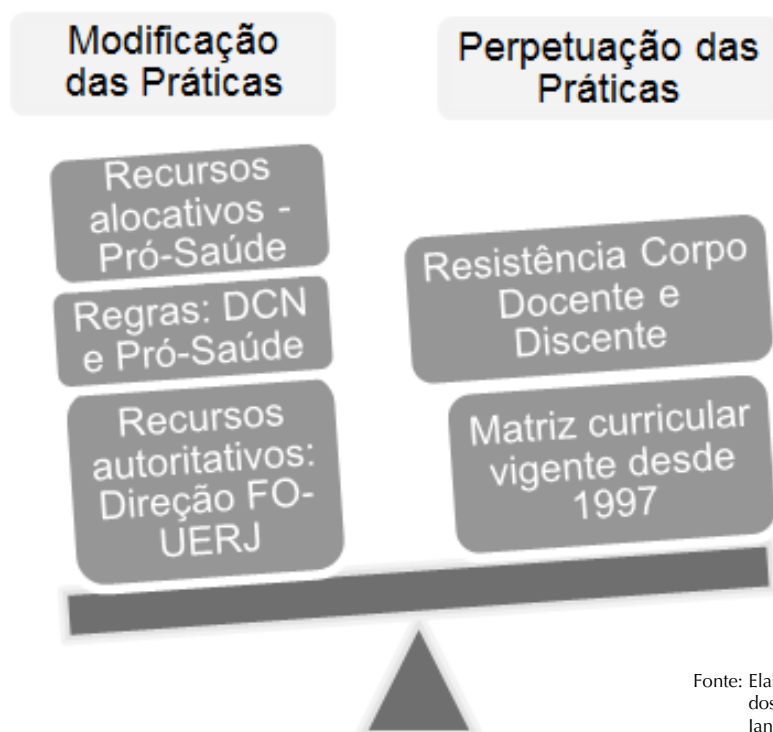 Modificação
das Práticas
Perpetuação das
Práticas
Recursos
alocativos -
Pró-Saúde
Regras: DCN
e Pró-Saúde
Recursos
autoritativos:
Direção FO-
UERJ
Resistência Corpo
Docente e
Discente
Matriz curricular
vigente desde
1997
Fonte:
dos